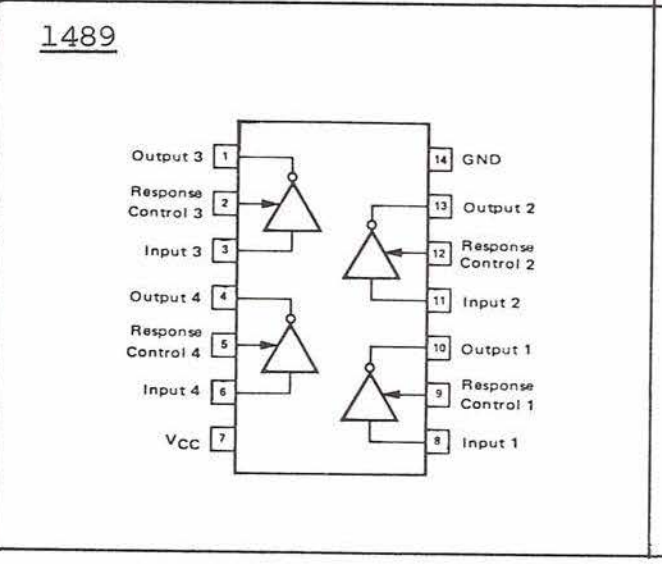 1489
Output 3 1
Response
Control 3 2
Input 3 3
Output 4 4
Response
Control 4 5
Input 4 6
VCC 7
14 GND
13 Output 2
12 Response
Control 2
11 Input 2
10 Output 1
9 Response
Control 1
8 Input 1